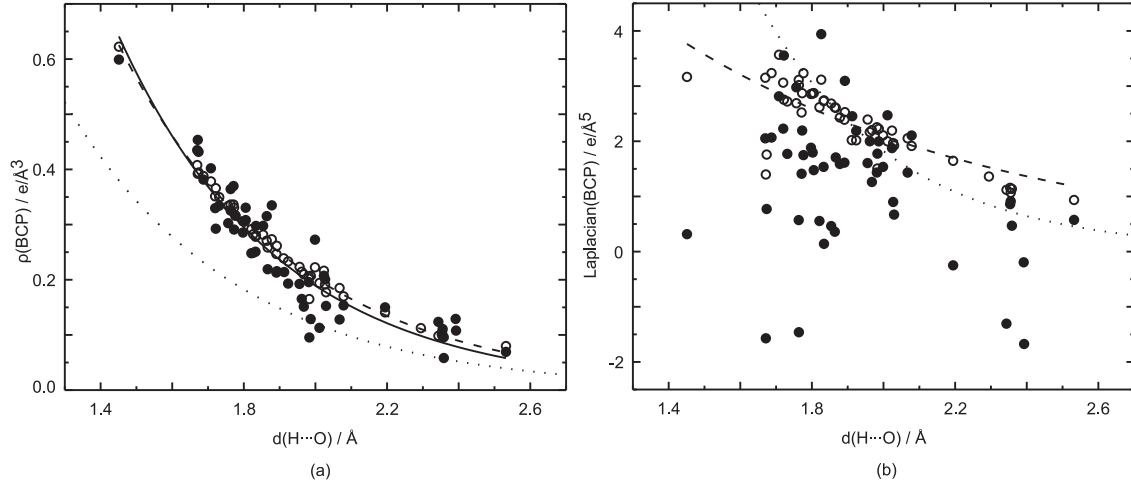 ρ(BCP) / e/Å³
0.6
0.4
0.2
0.0
1.4 1.8 2.2 2.6
d(H···O) / Å
(a)
Laplacian(BCP) / e/Å⁵
4
2
0
-2
1.4 1.8 2.2 2.6
d(H···O) / Å
(b)